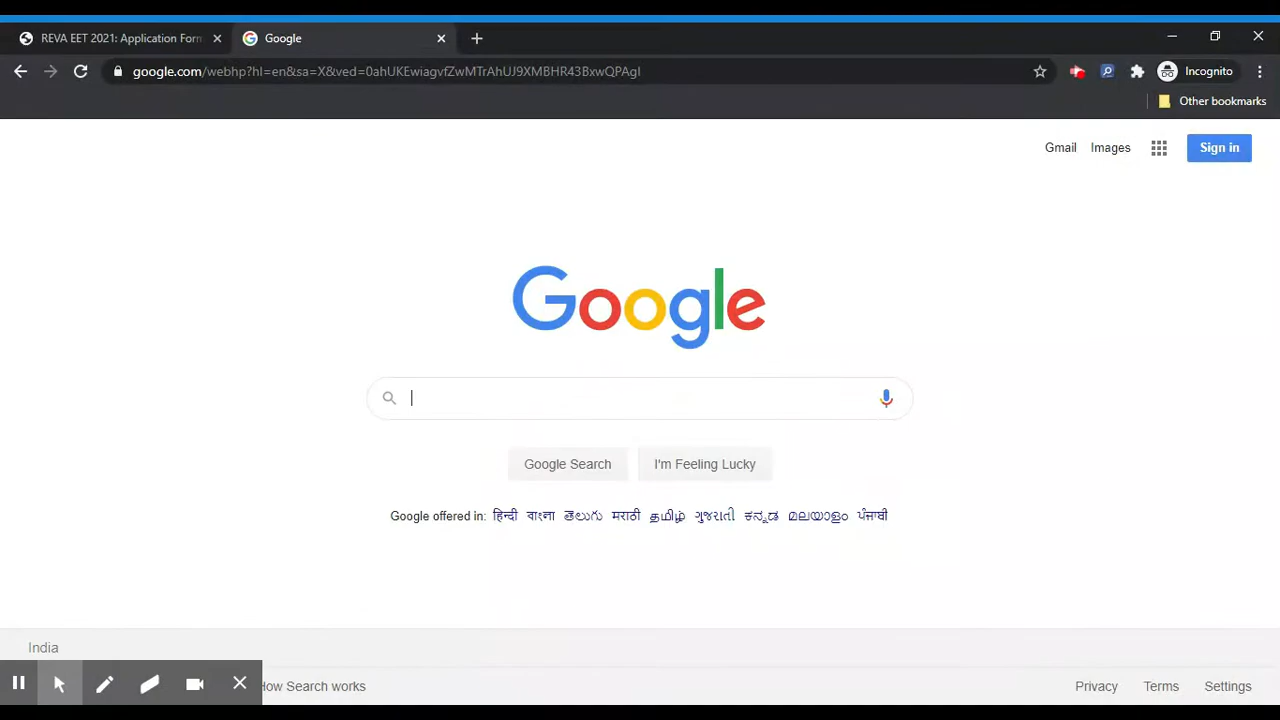 REVA EET 2021: Application Form
Google
google.com/webhp?hl=en&sa=X&ved=0ahUKEwiagvfZwMTrAhUJ9XMBHR43BxwQPAgI
Incognito
Other bookmarks
Gmail Images
Sign in
Google
Google Search I'm Feeling Lucky
Google offered in: हिन्दी বাংলা తెలుగు मराठी தமிழ் ગુજરાતી ಕನ್ನಡ മലയാളം ਪੰਜਾਬੀ
India
How Search works
Privacy Terms Settings